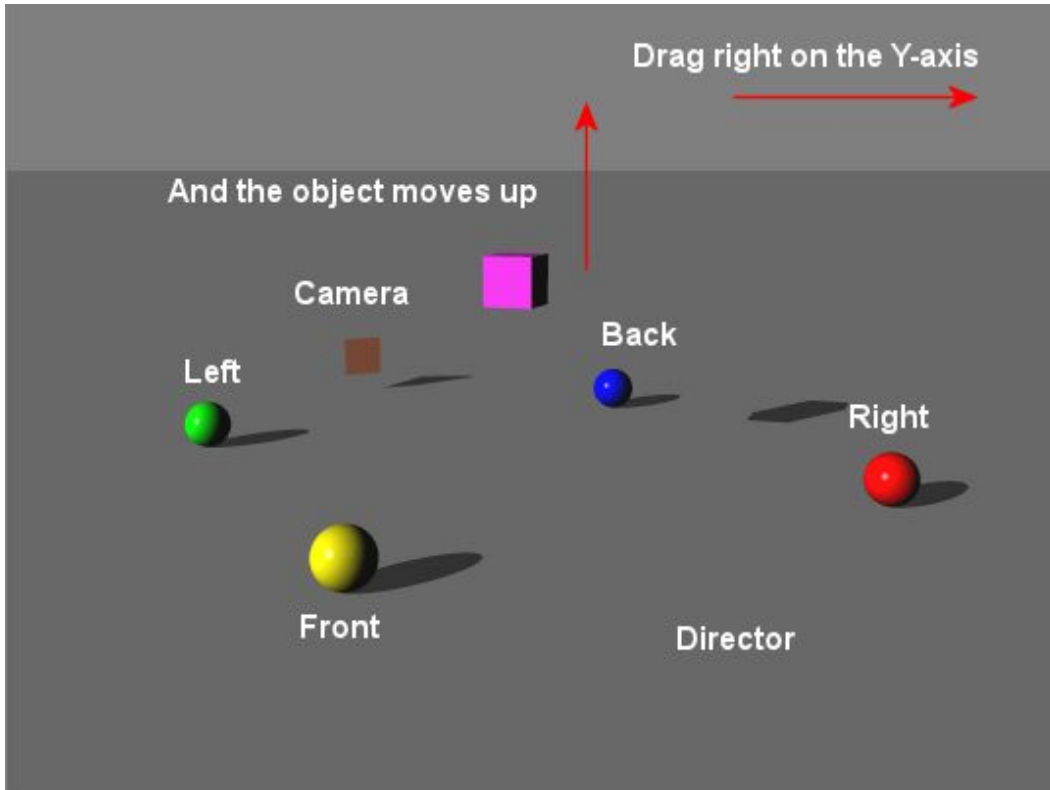 Drag right on the Y-axis
And the object moves up
Camera
Back
Left
Right
Front
Director